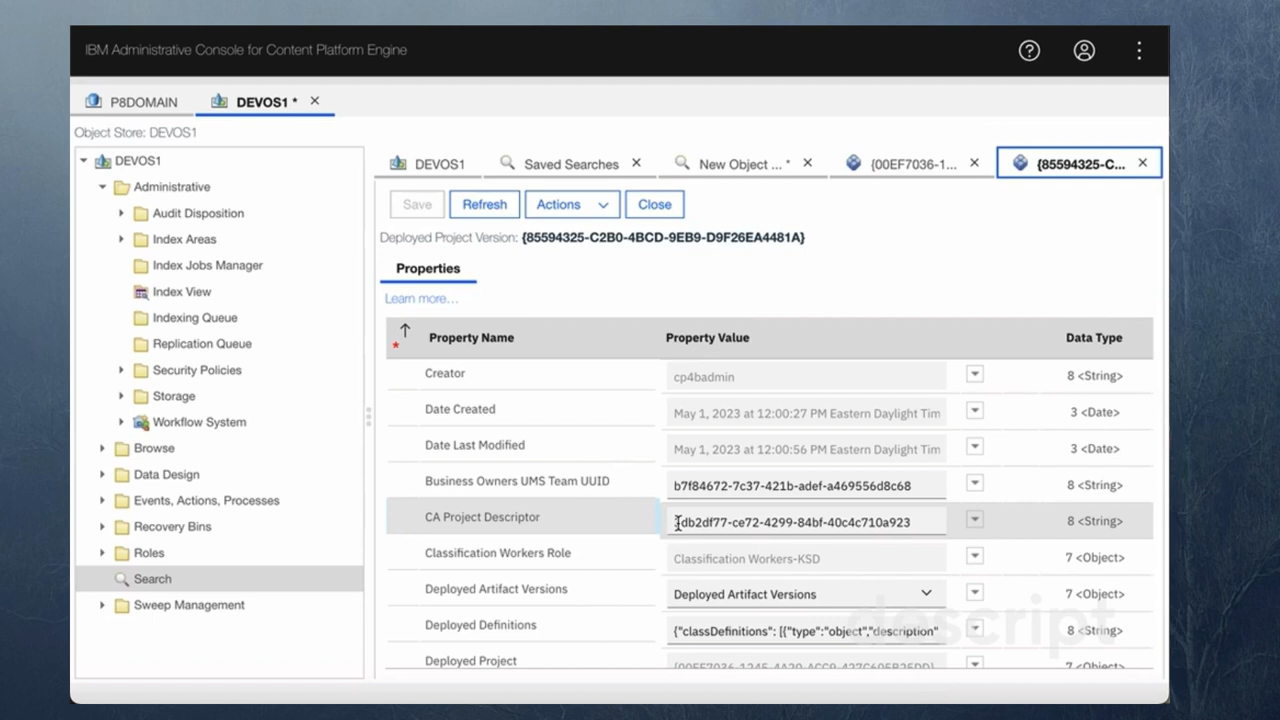 IBM Administrative Console for Content Platform Engine
P8DOMAIN
DEVOS1 *
Object Store: DEVOS1
DEVOS1
Administrative
Audit Disposition
Index Areas
Index Jobs Manager
Index View
Indexing Queue
Replication Queue
Security Policies
Storage
Workflow System
Browse
Data Design
Events, Actions, Processes
Recovery Bins
Roles
Search
Sweep Management
DEVOS1
Saved Searches
New Object ... *
{00EF7036-1...
{85594325-C...
Save Refresh Actions Close
Deployed Project Version: {85594325-C2B0-4BCD-9EB9-D9F26EA4481A}
Properties
Learn more...
* Property Name Property Value Data Type
Creator cp4badmin 8 <String>
Date Created May 1, 2023 at 12:00:27 PM Eastern Daylight Tim 3 <Date>
Date Last Modified May 1, 2023 at 12:00:56 PM Eastern Daylight Tim 3 <Date>
Business Owners UMS Team UUID b7f84672-7c37-421b-adef-a469556d8c68 8 <String>
CA Project Descriptor 8 <String>
Classification Workers Role Classification Workers-KSD 7 <Object>
Deployed Artifact Versions Deployed Artifact Versions 7 <Object>
Deployed Definitions {"classDefinitions": [{"type":"object","description" 8 <String>
Deployed Project 7 <Object>
descript